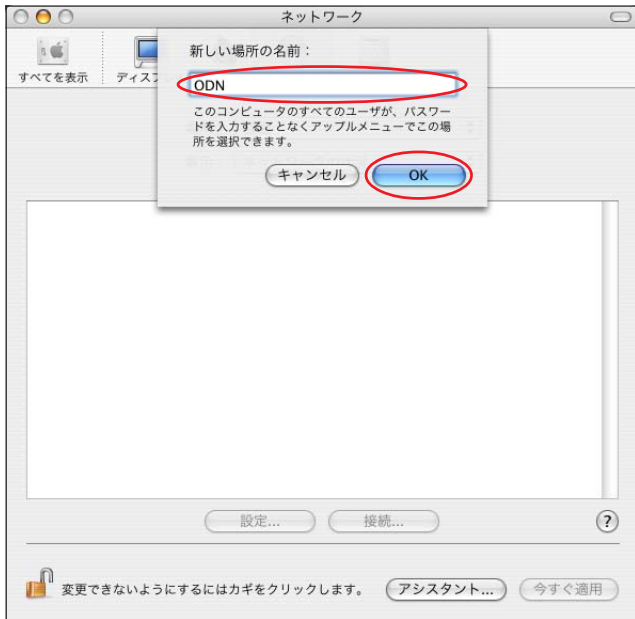 ネットワーク
すべてを表示
ディスプ
新しい場所の名前：
ODN
このコンピュータのすべてのユーザが、パスワー
ドを入力することなくアップルメニューでこの場
所を選択できます。
キャンセル
OK
設定...
接続...
?
変更できないようにするにはカギをクリックします。
アシスタント...
今すぐ適用